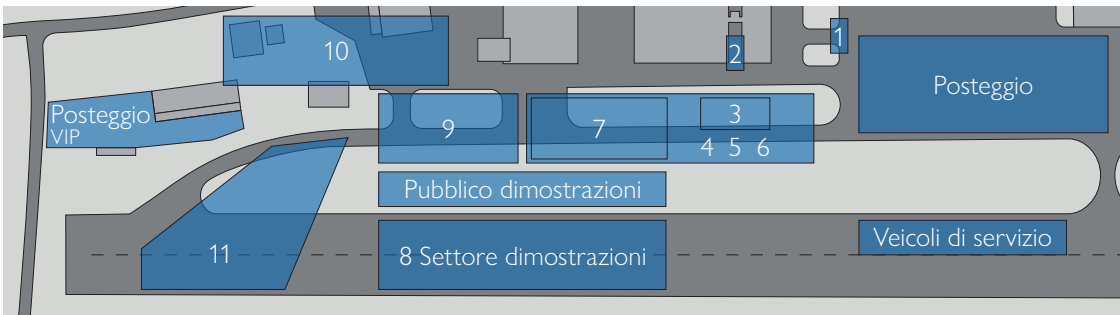 1
2
10
Posteggio
Posteggio
VIP
3
9
7
4 5 6
Pubblico dimostrazioni
Veicoli di servizio
11
8 Settore dimostrazioni